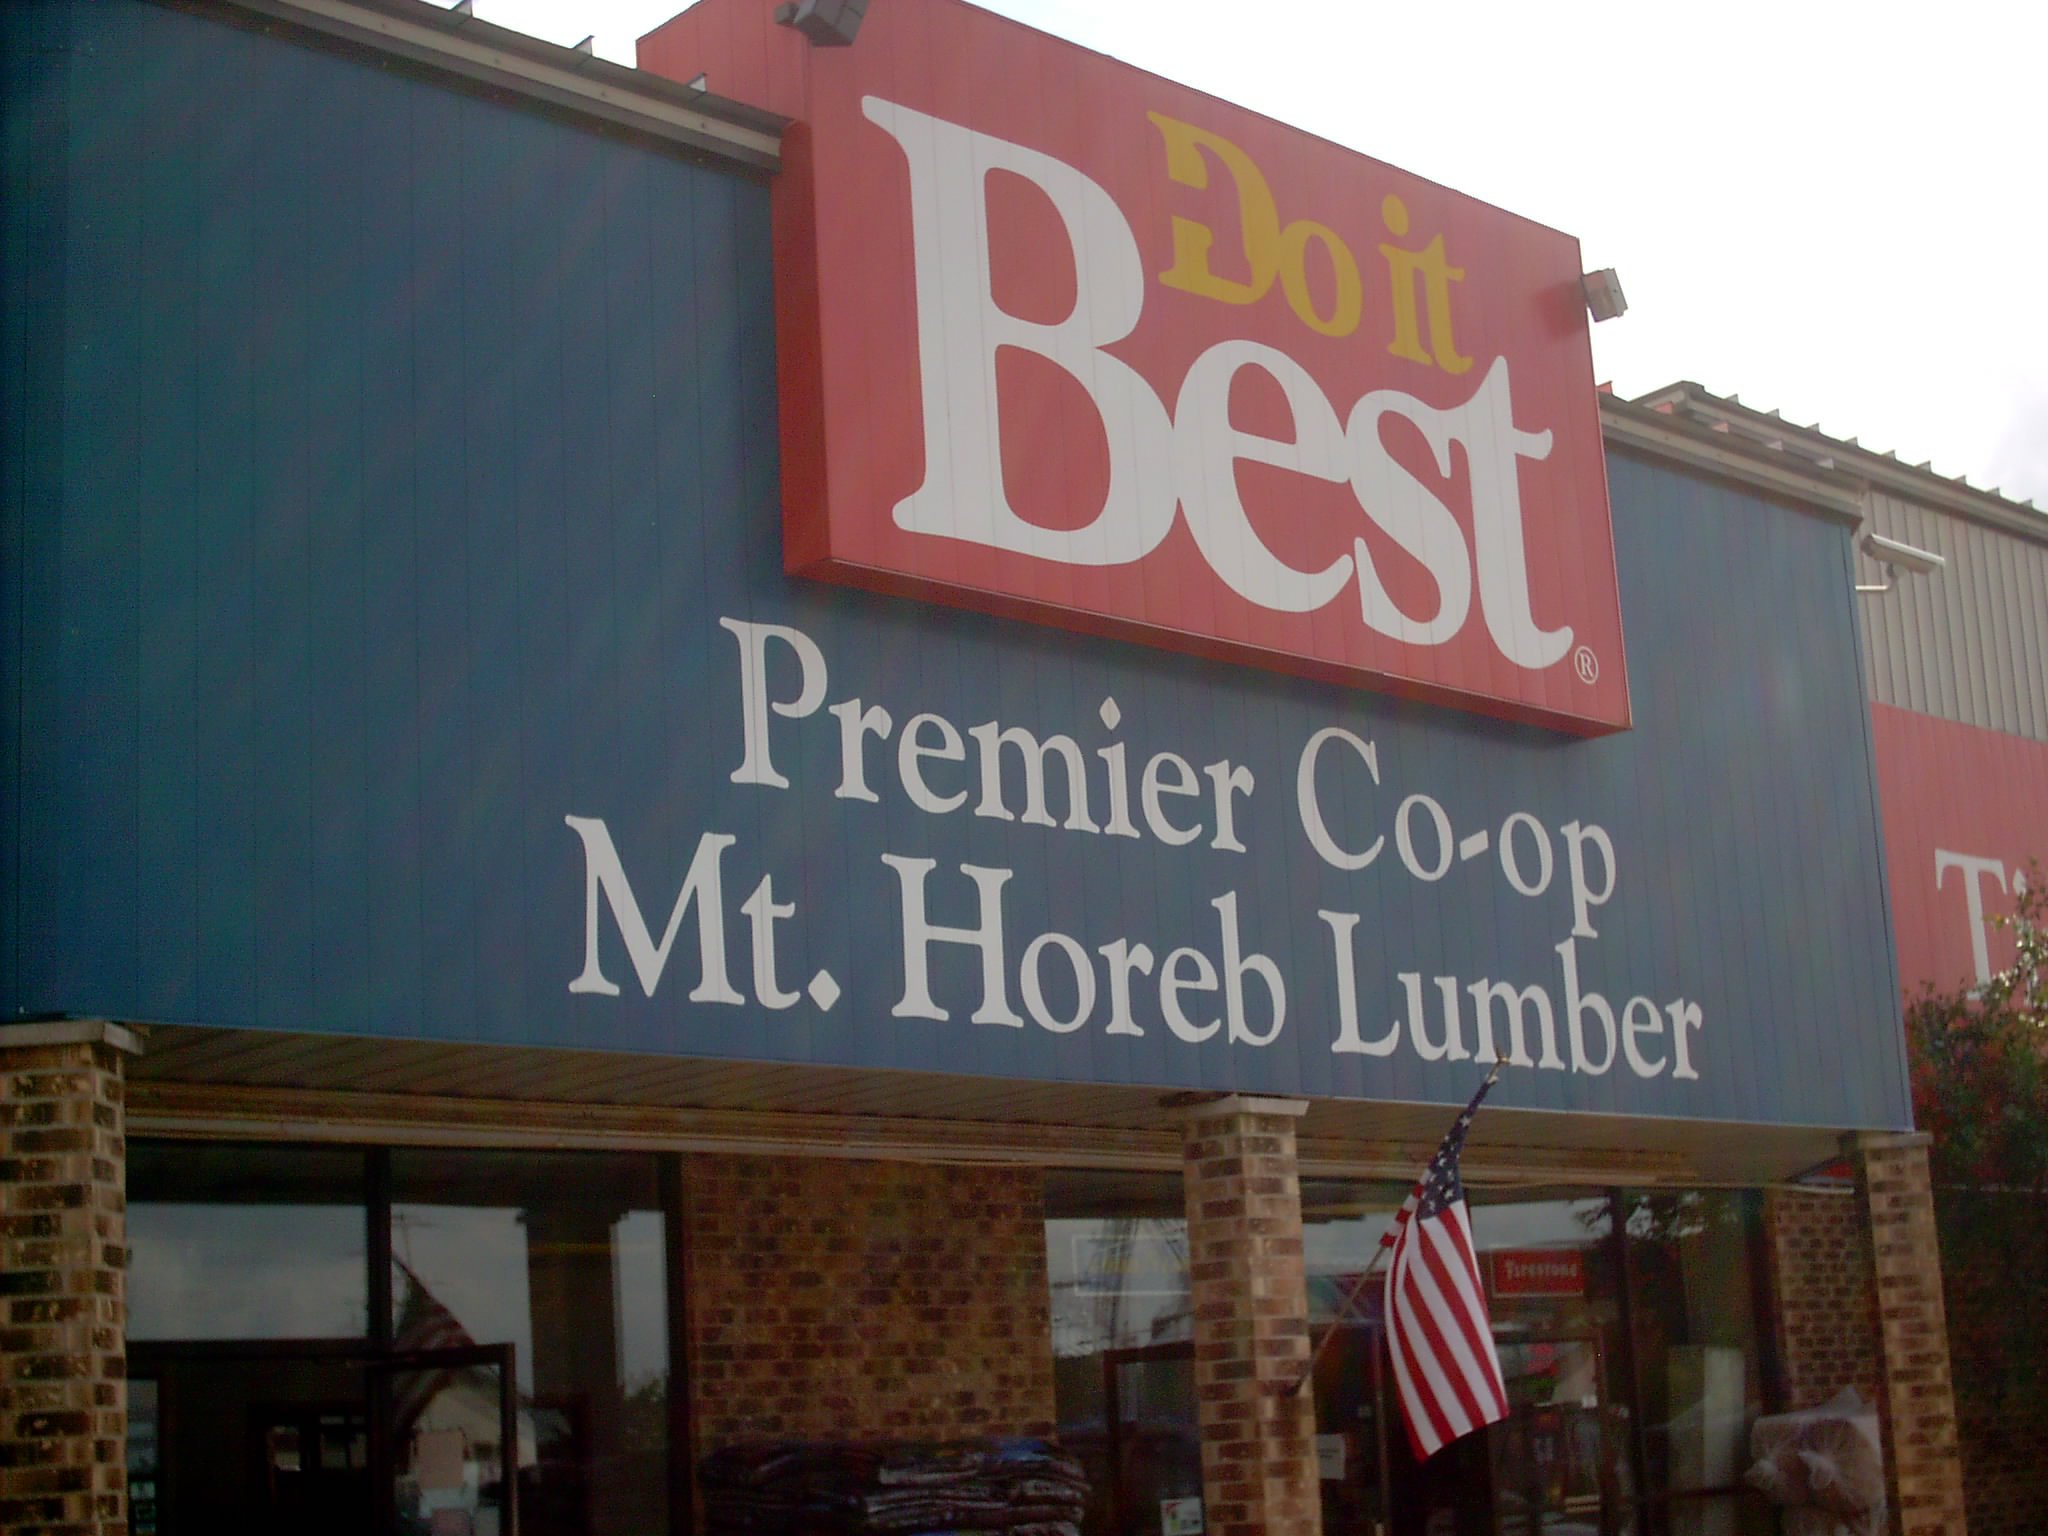 Do it
Best®
Premier Co-op
Mt. Horeb Lumber
Firestone